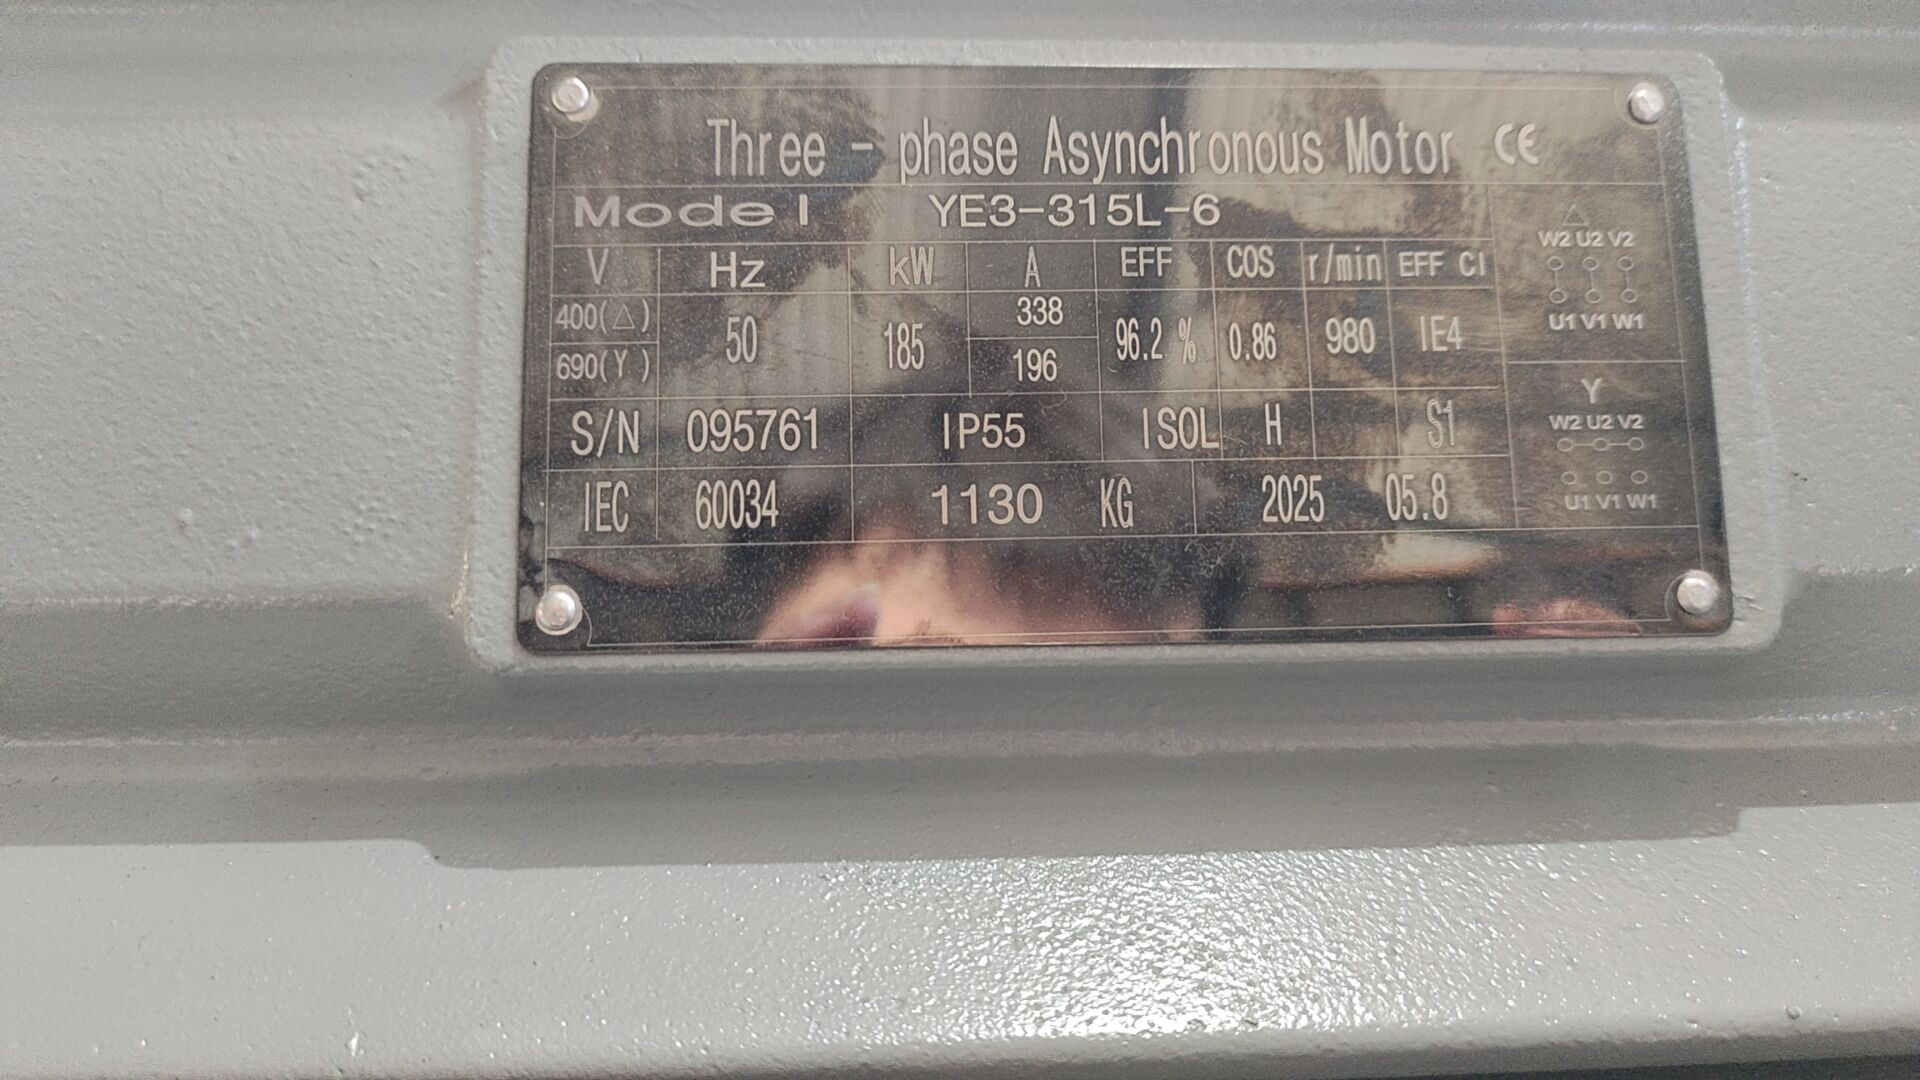 Three - phase Asynchronous Motor CE
Model YE3-315L-6
V Hz kW A EFF COS r/min EFF Cl
400(△) 50 185 338 96.2 % 0.86 980 IE4
690(Y) 196
S/N 095761 IP55 ISOL H S1
IEC 60034 1130 KG 2025 05.8
△
W2 U2 V2
U1 V1 W1
Y
W2 U2 V2
U1 V1 W1